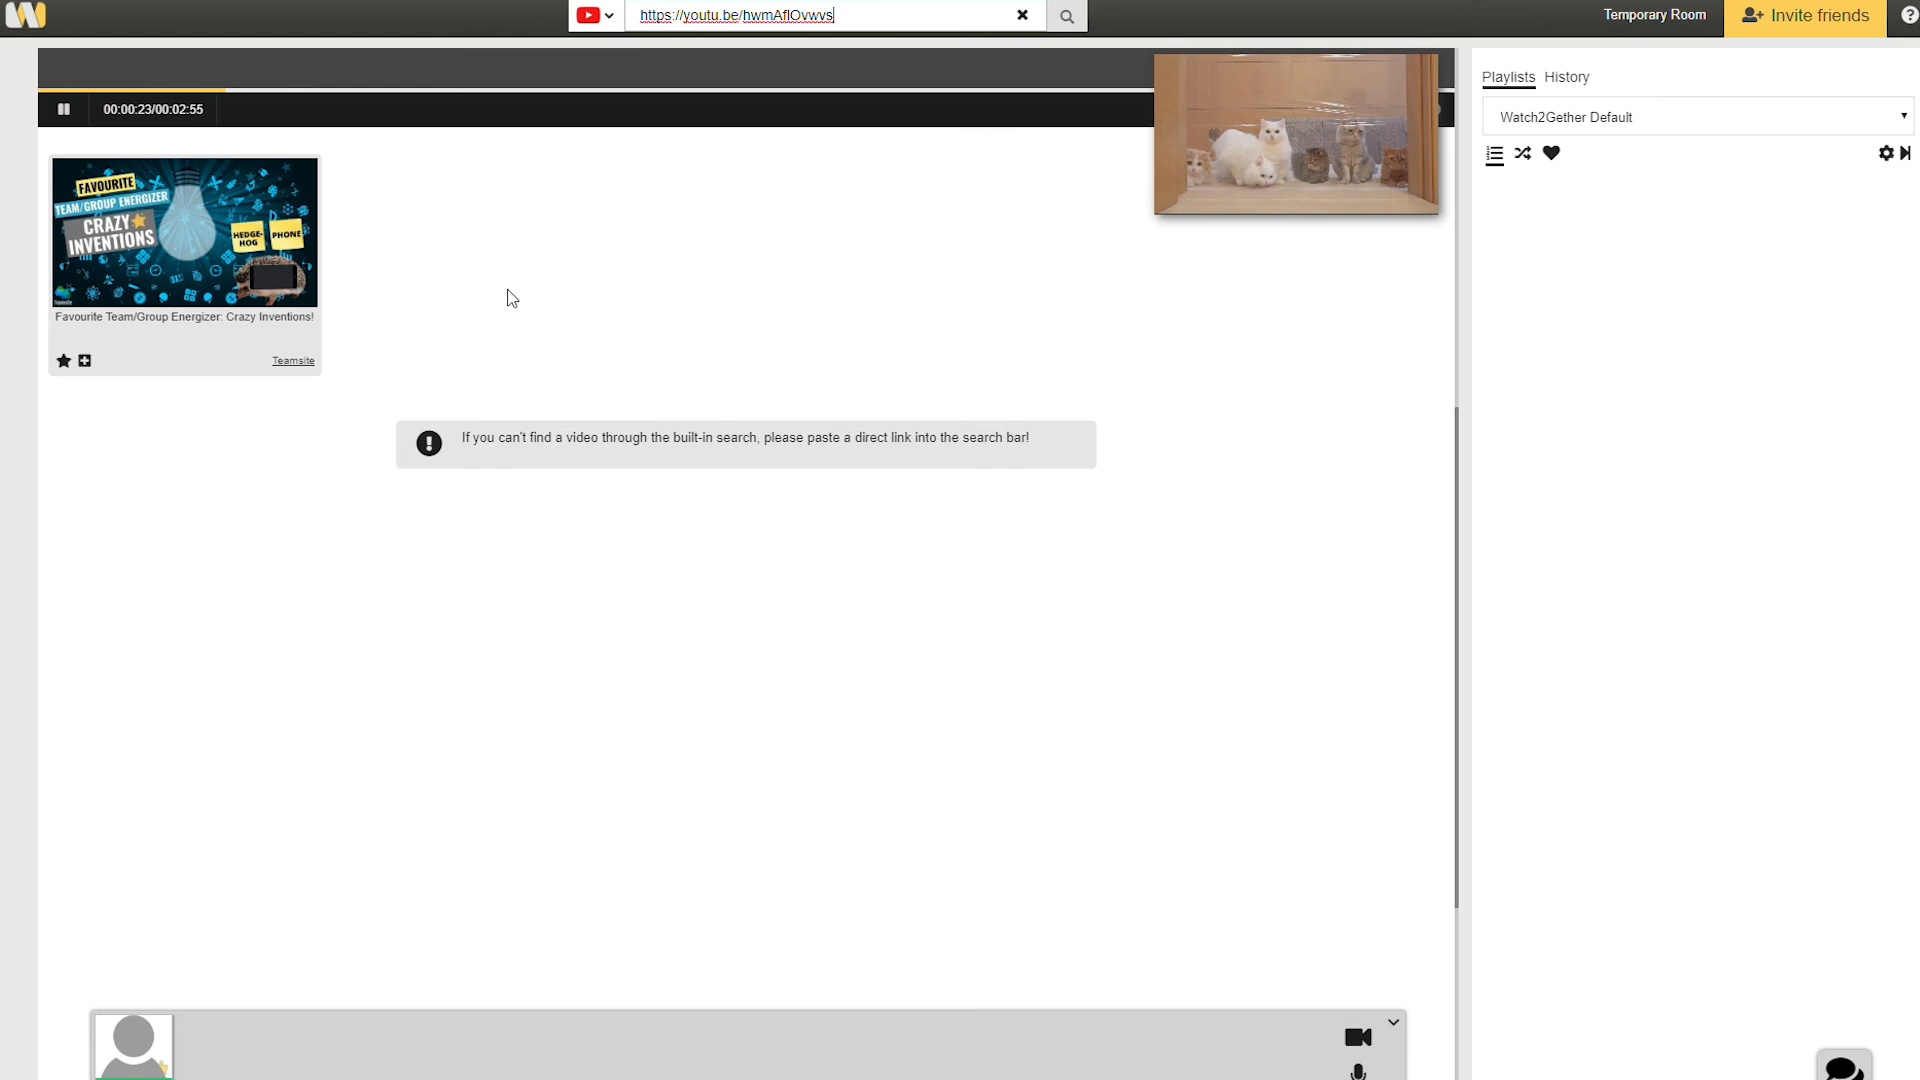 https://youtu.be/hwmAflOvwvs
Temporary Room
Invite friends
Playlists History
00:00:23/00:02:55
Watch2Gether Default
FAVOURITE
TEAM/GROUP ENERGIZER
CRAZY
INVENTIONS
HEDGE-
HOG
PHONE
Favourite Team/Group Energizer: Crazy Inventions!
Teamsite
If you can't find a video through the built-in search, please paste a direct link into the search bar!